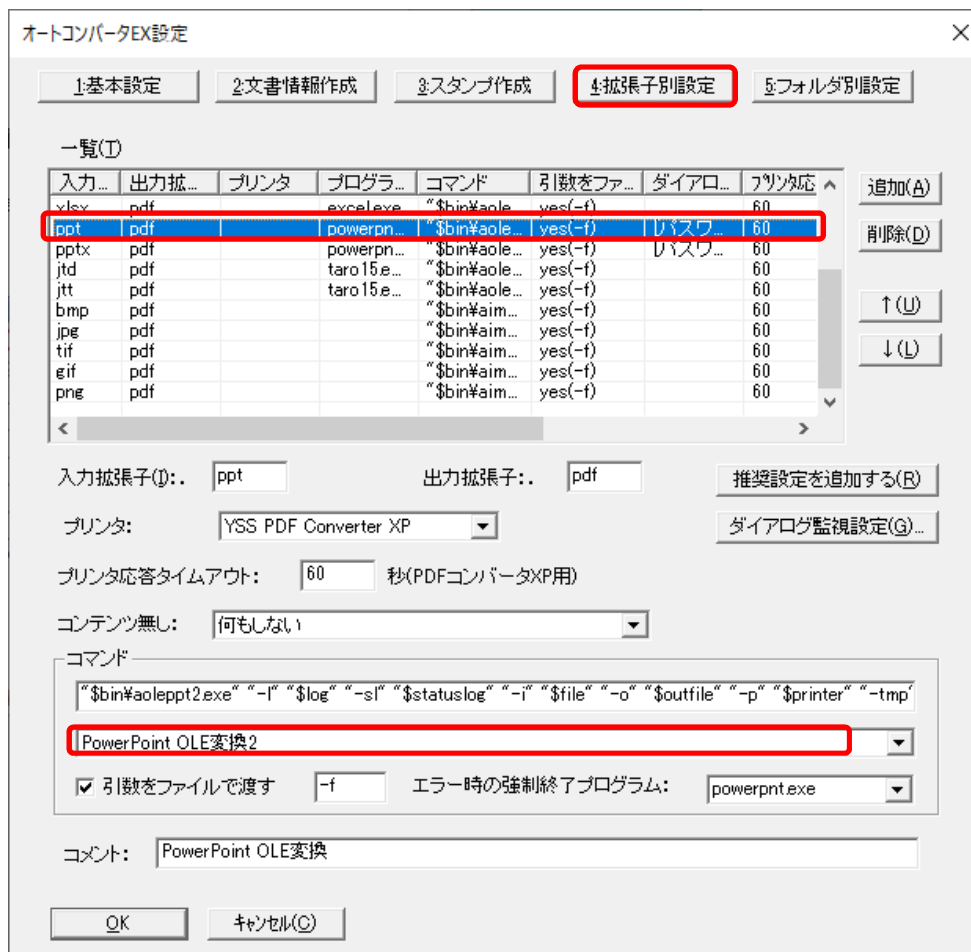 オートコンバータEX設定
1:基本設定 2:文書情報作成 3:スタンプ作成 4:拡張子別設定 5:フォルダ別設定
一覧(T)
入力... 出力拡... プリンタ プログラ... コマンド 引数をファ... ダイアロ... プリンタ応
xlsx pdf excel.exe "$bin¥aole... yes(-f) 60
ppt pdf powerpn... "$bin¥aole... yes(-f) パスワ... 60
pptx pdf powerpn... "$bin¥aole... yes(-f) パスワ... 60
jtd pdf taro15.e... "$bin¥aole... yes(-f) 60
jtt pdf taro15.e... "$bin¥aole... yes(-f) 60
bmp pdf "$bin¥aim... yes(-f) 60
jpg pdf "$bin¥aim... yes(-f) 60
tif pdf "$bin¥aim... yes(-f) 60
gif pdf "$bin¥aim... yes(-f) 60
png pdf "$bin¥aim... yes(-f) 60
追加(A)
削除(D)
↑(U)
↓(L)
入力拡張子(I):. ppt 出力拡張子:. pdf 推奨設定を追加する(R)
プリンタ: YSS PDF Converter XP ダイアログ監視設定(G)...
プリンタ応答タイムアウト: 60 秒(PDFコンバータXP用)
コンテンツ無し: 何もしない
コマンド
"$bin¥aoleppt2.exe" "-l" "$log" "-sl" "$statuslog" "-i" "$file" "-o" "$outfile" "-p" "$printer" "-tmp"
PowerPoint OLE変換2
引数をファイルで渡す -f エラー時の強制終了プログラム: powerpnt.exe
コメント: PowerPoint OLE変換
OK キャンセル(C)